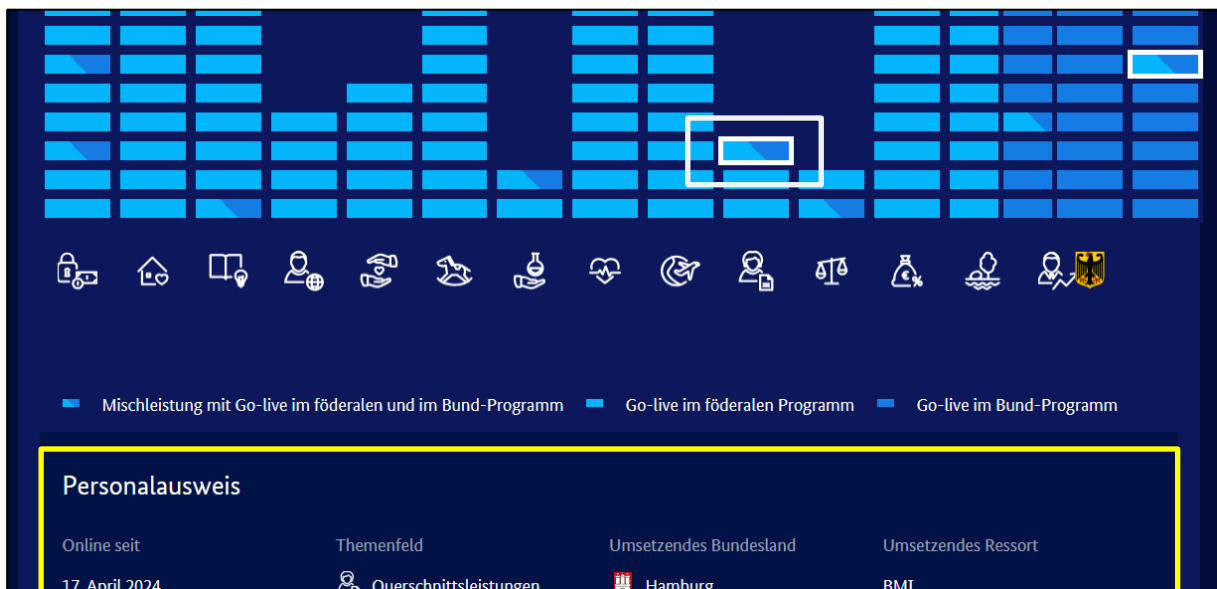 Mischleistung mit Go-live im föderalen und im Bund-Programm Go-live im föderalen Programm Go-live im Bund-Programm
Personalausweis
Online seit Themenfeld Umsetzendes Bundesland Umsetzendes Ressort
17. April 2024 Querschnittsleistungen Hamburg BMI